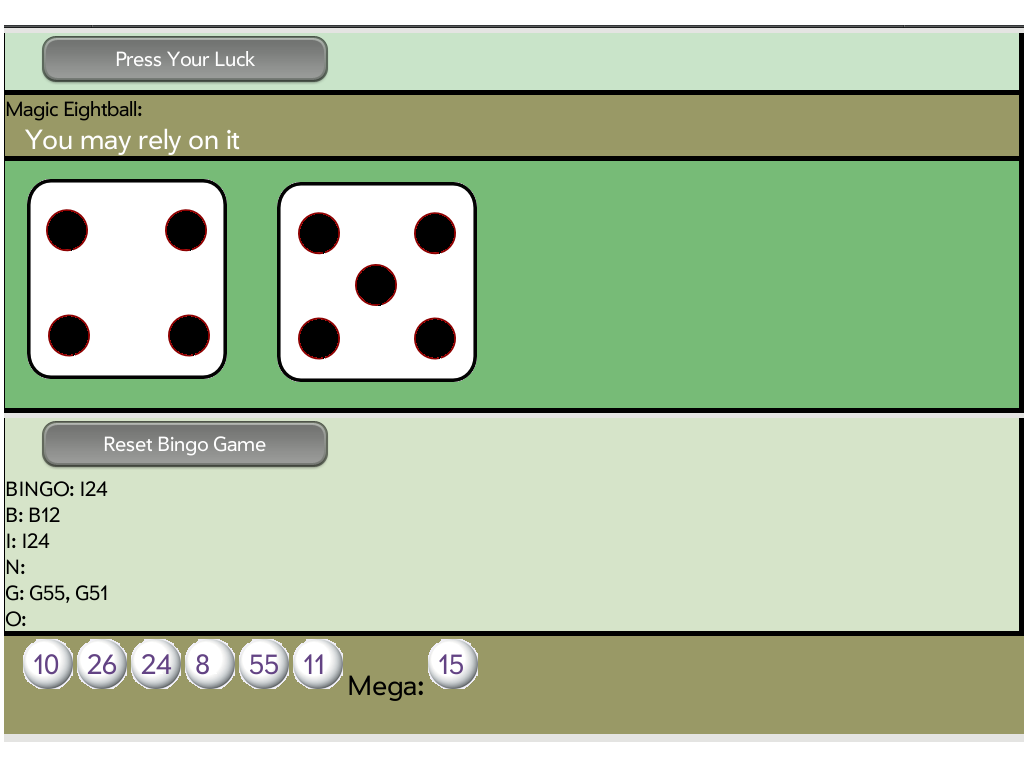 Press Your Luck
Magic Eightball:
You may rely on it
Reset Bingo Game
BINGO: I24
B: B12
I: I24
N:
G: G55, G51
O:
10 26 24 8 55 11 Mega: 15